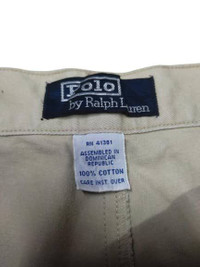 Polo
by Ralph Lauren
RN 41381
ASSEMBLED IN
DOMINICAN
REPUBLIC
100% COTTON
CARE INST. OVER